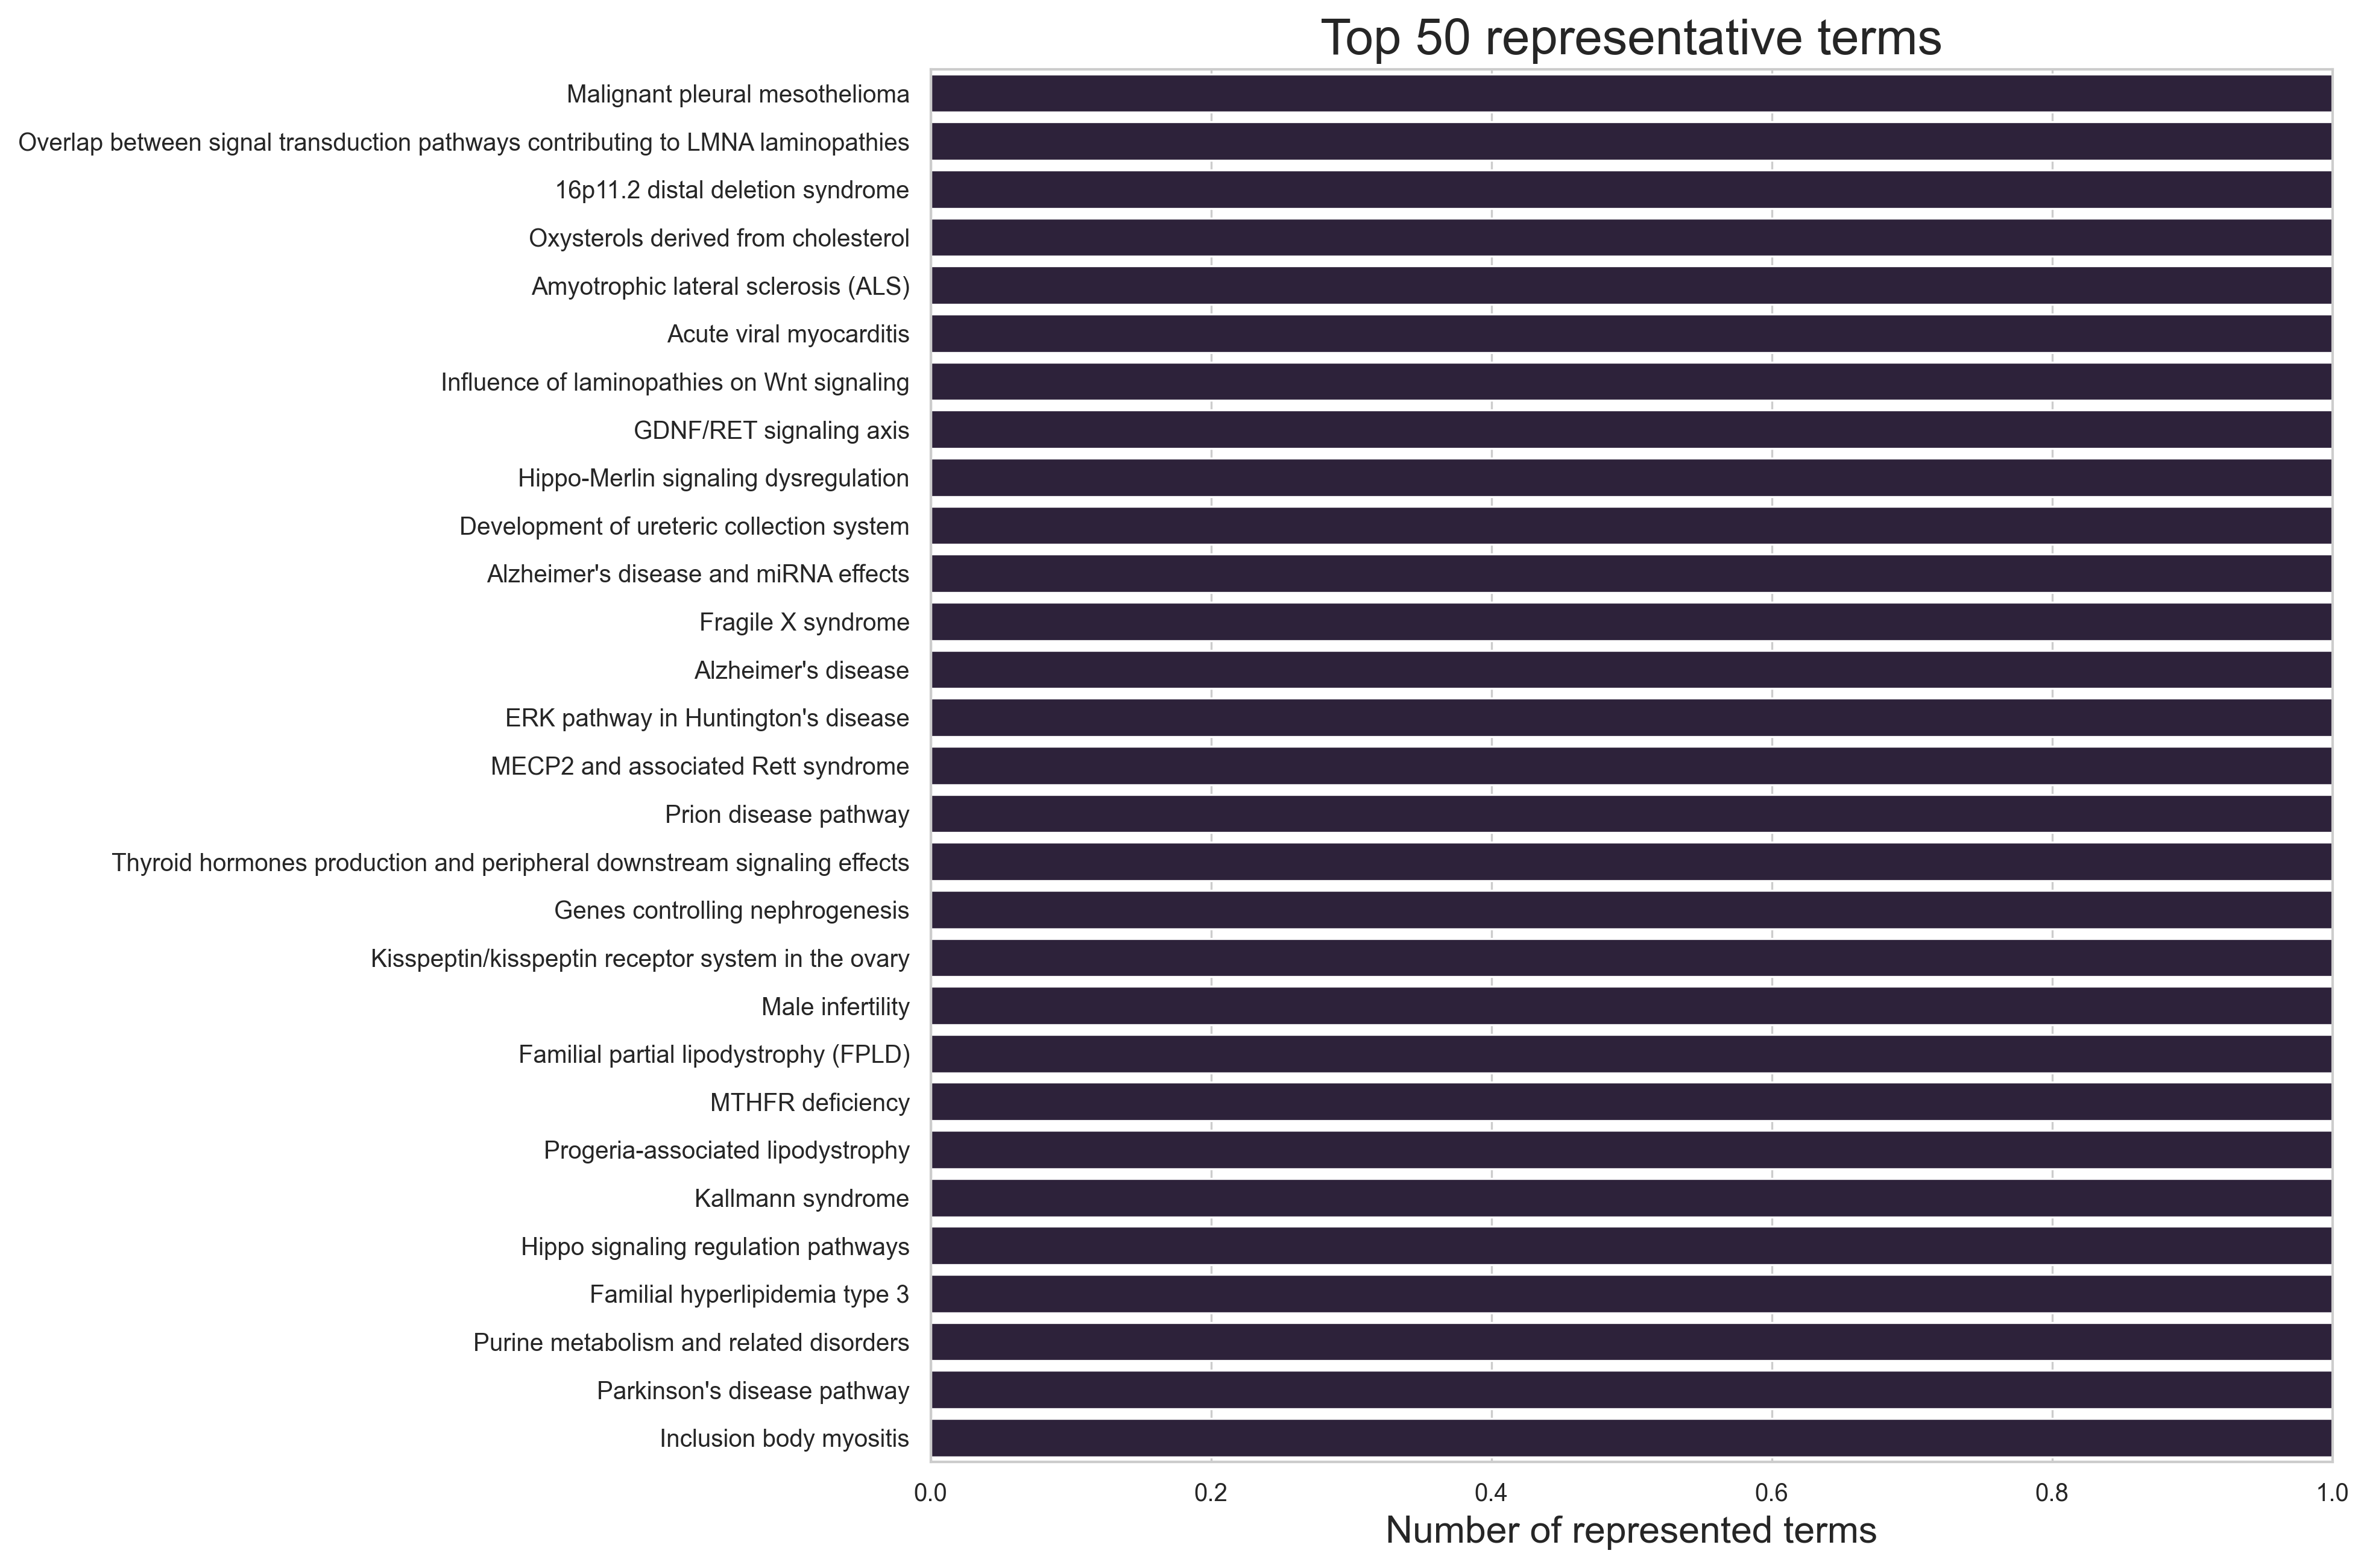 Top 50 representative terms
Malignant pleural mesothelioma
Overlap between signal transduction pathways contributing to LMNA laminopathies
16p11.2 distal deletion syndrome
Oxysterols derived from cholesterol
Amyotrophic lateral sclerosis (ALS)
Acute viral myocarditis
Influence of laminopathies on Wnt signaling
GDNF/RET signaling axis
Hippo-Merlin signaling dysregulation
Development of ureteric collection system
Alzheimer's disease and miRNA effects
Fragile X syndrome
Alzheimer's disease
ERK pathway in Huntington's disease
MECP2 and associated Rett syndrome
Prion disease pathway
Thyroid hormones production and peripheral downstream signaling effects
Genes controlling nephrogenesis
Kisspeptin/kisspeptin receptor system in the ovary
Male infertility
Familial partial lipodystrophy (FPLD)
MTHFR deficiency
Progeria-associated lipodystrophy
Kallmann syndrome
Hippo signaling regulation pathways
Familial hyperlipidemia type 3
Purine metabolism and related disorders
Parkinson's disease pathway
Inclusion body myositis
0.0 0.2 0.4 0.6 0.8 1.0
Number of represented terms